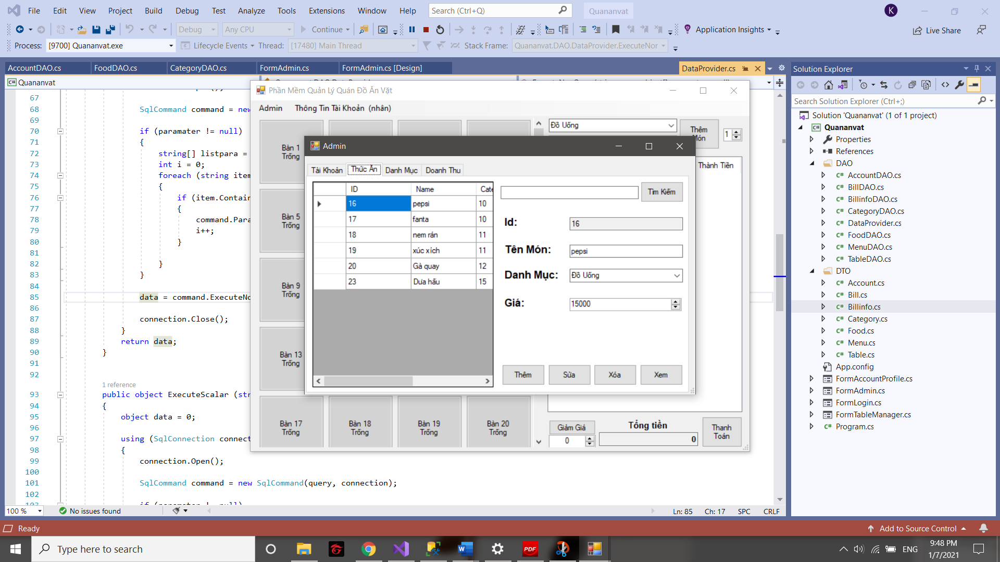 File Edit View Project Build Debug Test Analyze Tools Extensions Window Help Search (Ctrl+Q) Quananvat K
Debug Any CPU Continue Application Insights Live Share
Process: [9700] Quananvat.exe Lifecycle Events Thread: [17480] Main Thread Stack Frame: Quananvat.DAO.DataProvider.ExecuteNor
AccountDAO.cs FoodDAO.cs CategoryDAO.cs FormAdmin.cs FormAdmin.cs [Design] DataProvider.cs
Quananvat
67
68 SqlCommand command = new
69
70 if (paramater != null)
71 {
72 string[] listpara =
73 int i = 0;
74 foreach (string item
75 {
76 if (item.Contain
77 {
78 command.Para
79 i++;
80 }
81
82 }
83 }
84
85 data = command.ExecuteNo
86
87 connection.Close();
88 }
89 return data;
90 }
91
92
1 reference
93 public object ExecuteScalar (str
94 {
95 object data = 0;
96
97 using (SqlConnection connect
98 {
99 connection.Open();
100
101 SqlCommand command = new SqlCommand(query, connection);
102
100 % No issues found Ln: 85 Ch: 17 SPC CRLF
Phần Mềm Quản Lý Quán Đồ Ăn Vặt
Admin Thông Tin Tài Khoản (nhân)
Đồ Uống
Thêm
Món
1
Thành Tiền
Bàn 1
Trống
Bàn 5
Trống
Bàn 9
Trống
Bàn 13
Trống
Bàn 17
Trống
Bàn 18
Trống
Bàn 19
Trống
Bàn 20
Trống
Giảm Giá
0
Tổng tiền
0
Thanh
Toán
Admin
Tài Khoản Thức Ăn Danh Mục Doanh Thu
ID Name Cate
16 pepsi 10
17 fanta 10
18 nem rán 11
19 xúc xích 11
20 Gà quay 12
23 Dưa hấu 15
Tìm Kiếm
Id: 16
Tên Món: pepsi
Danh Mục: Đồ Uống
Giá: 15000
Thêm Sửa Xóa Xem
Solution Explorer
Search Solution Explorer (Ctrl+;)
Solution 'Quananvat' (1 of 1 project)
Quananvat
Properties
References
DAO
AccountDAO.cs
BillDAO.cs
BillinfoDAO.cs
CategoryDAO.cs
DataProvider.cs
FoodDAO.cs
MenuDAO.cs
TableDAO.cs
DTO
Account.cs
Bill.cs
Billinfo.cs
Category.cs
Food.cs
Menu.cs
Table.cs
App.config
FormAccountProfile.cs
FormAdmin.cs
FormLogin.cs
FormTableManager.cs
Program.cs
Ready Add to Source Control
Type here to search
PDF
ENG
9:48 PM
1/7/2021